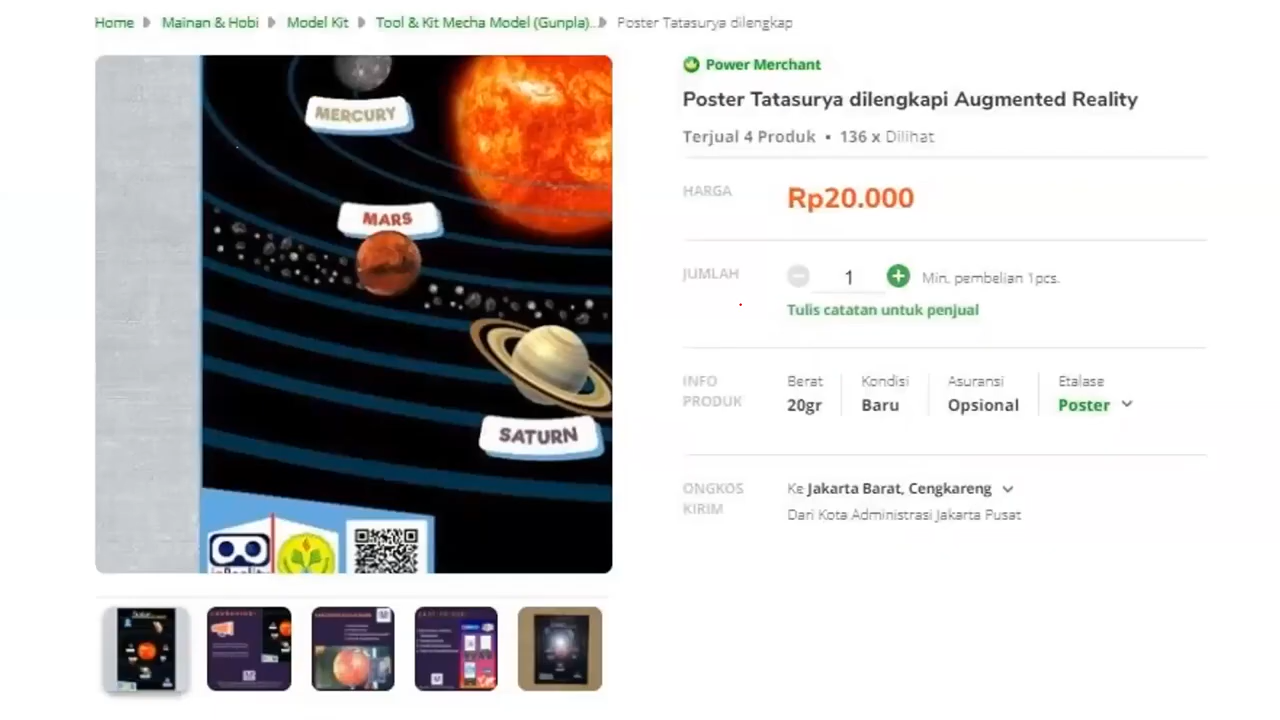 Home Mainan & Hobi Model Kit Tool & Kit Mecha Model (Gunpla)... Poster Tatasurya dilengkap
MERCURY
MARS
SATURN
Power Merchant
Poster Tatasurya dilengkapi Augmented Reality
Terjual 4 Produk • 136 x Dilihat
HARGA
Rp20.000
JUMLAH
1
Min. pembelian 1pcs.
Tulis catatan untuk penjual
INFO PRODUK
Berat
20gr
Kondisi
Baru
Asuransi
Opsional
Etalase
Poster
ONGKOS KIRIM
Ke Jakarta Barat, Cengkareng
Dari Kota Administrasi Jakarta Pusat